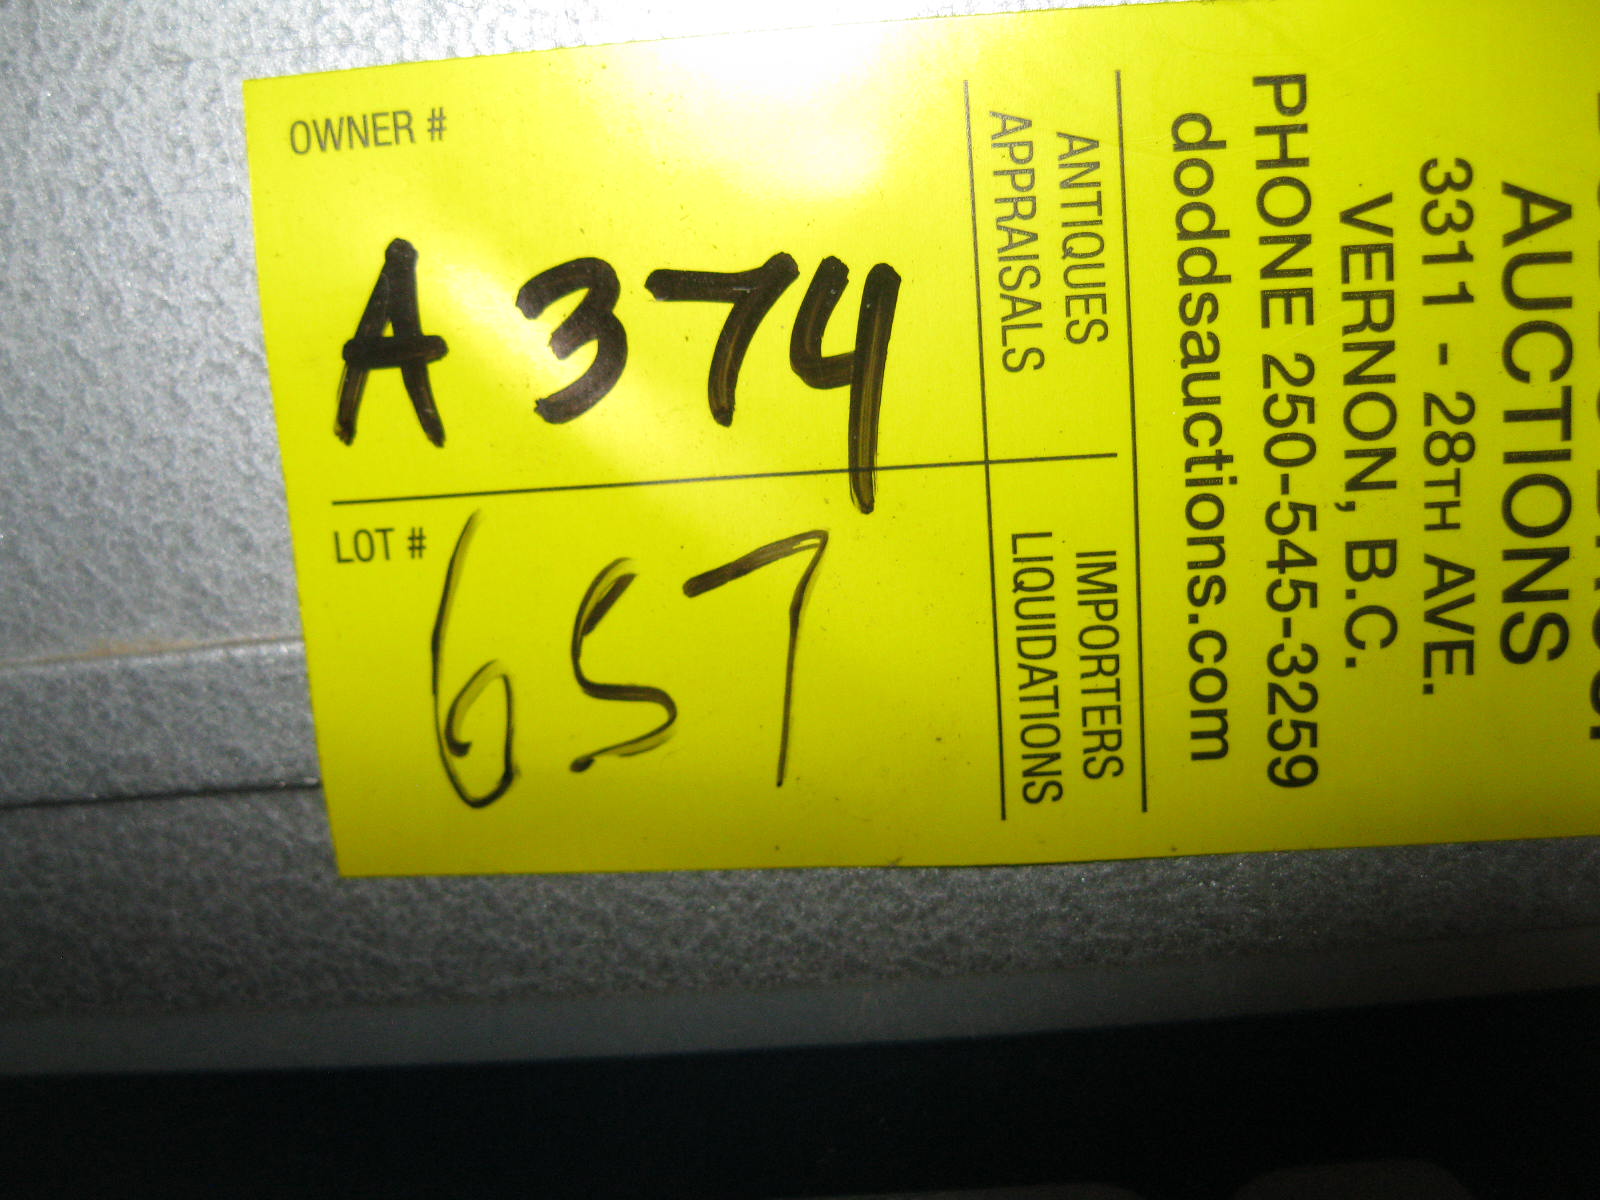 OWNER #
A 374
LOT #
657
AUCTIONS
3311 - 28TH AVE.
VERNON, B.C.
PHONE 250-545-3259
doddsauctions.com
ANTIQUES
APPRAISALS
IMPORTERS
LIQUIDATIONS